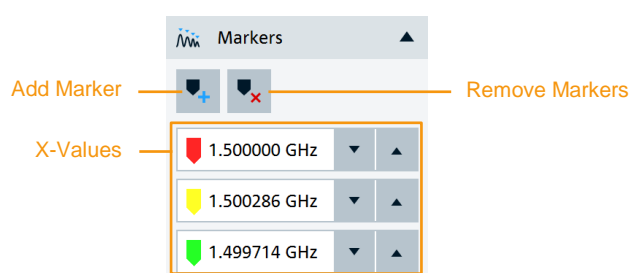 Markers
Add Marker
Remove Markers
X-Values
1.500000 GHz
1.500286 GHz
1.499714 GHz